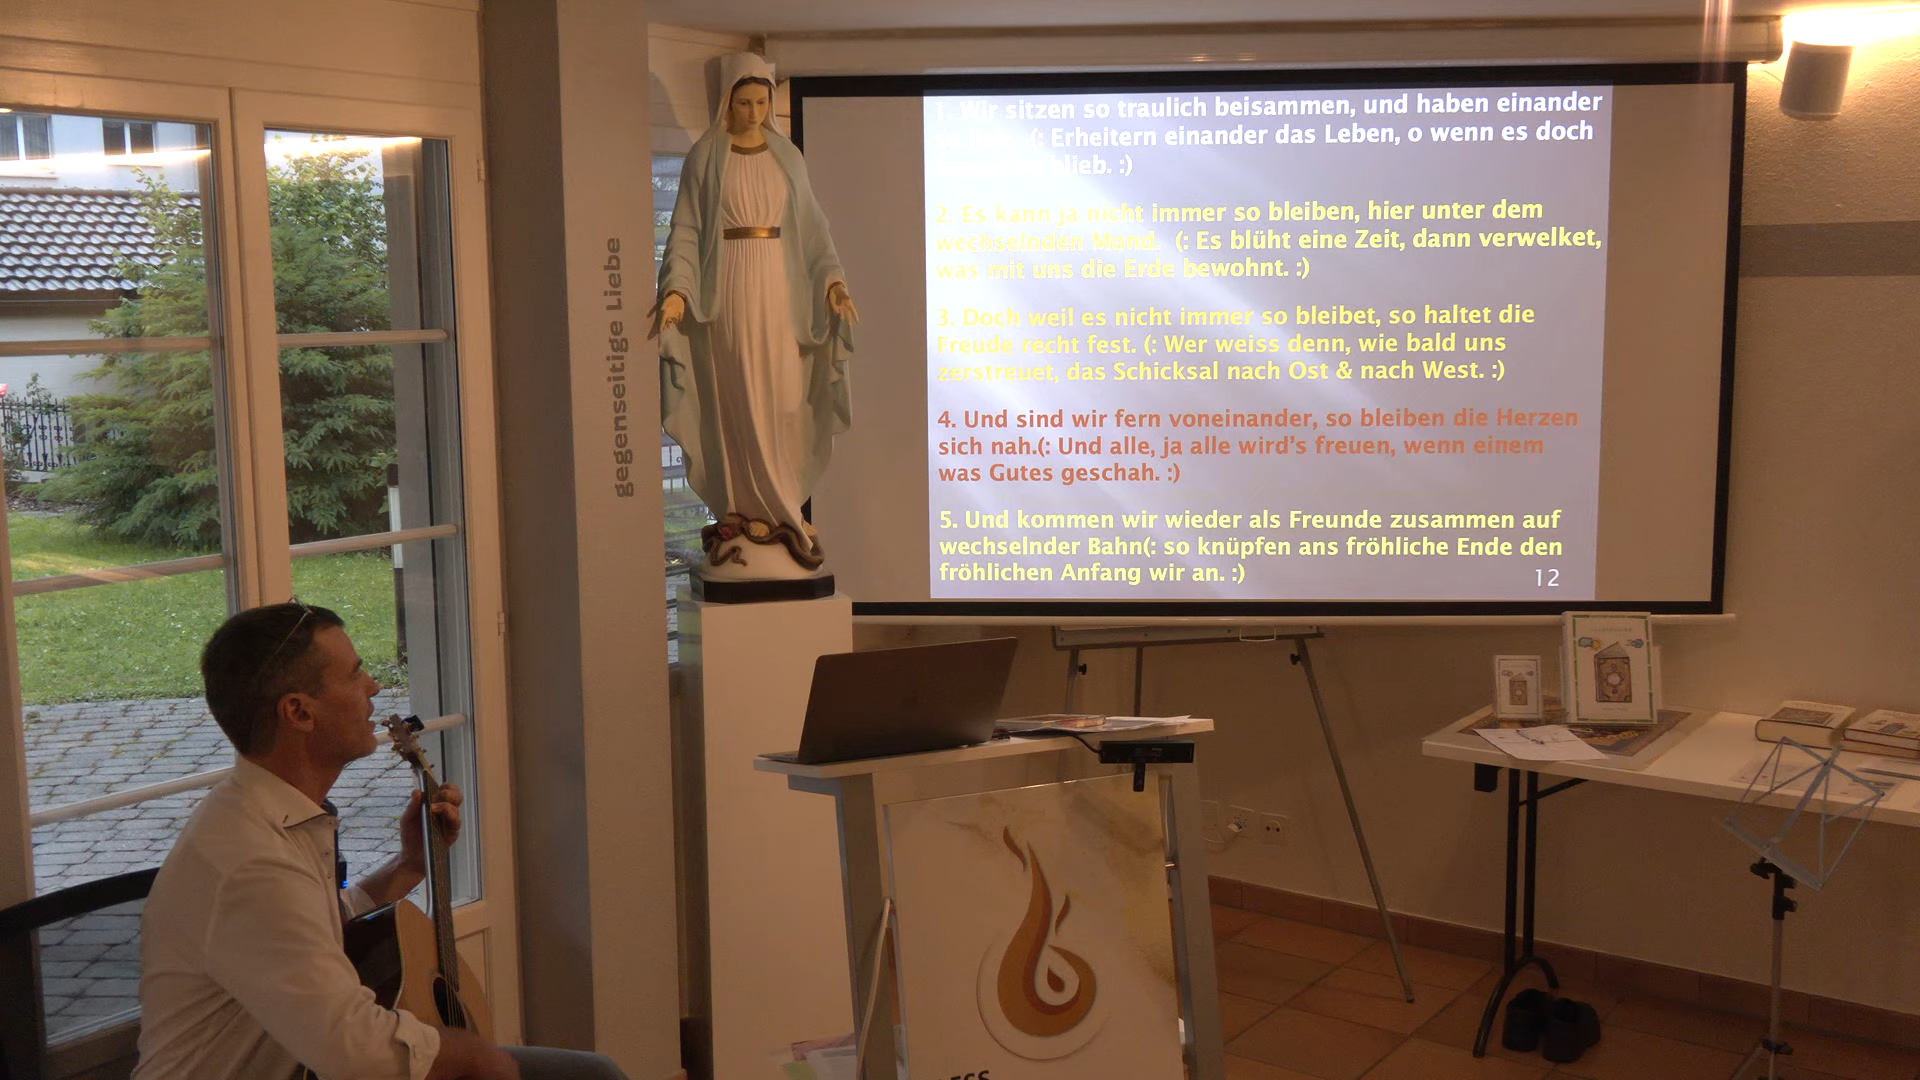 gegenseitige Liebe
1. Wir sitzen so traulich beisammen, und haben einander
(: Erheitern einander das Leben, o wenn es doch
blieb. :)
2. Es kann ja nicht immer so bleiben, hier unter dem
wechselnden Mond. (: Es blüht eine Zeit, dann verwelket,
was mit uns die Erde bewohnt. :)
3. Doch weil es nicht immer so bleibet, so haltet die
Freude recht fest. (: Wer weiss denn, wie bald uns
zerstreuet, das Schicksal nach Ost & nach West. :)
4. Und sind wir fern voneinander, so bleiben die Herzen
sich nah.(: Und alle, ja alle wird's freuen, wenn einem
was Gutes geschah. :)
5. Und kommen wir wieder als Freunde zusammen auf
wechselnder Bahn(: so knüpfen ans fröhliche Ende den
fröhlichen Anfang wir an. :)
12